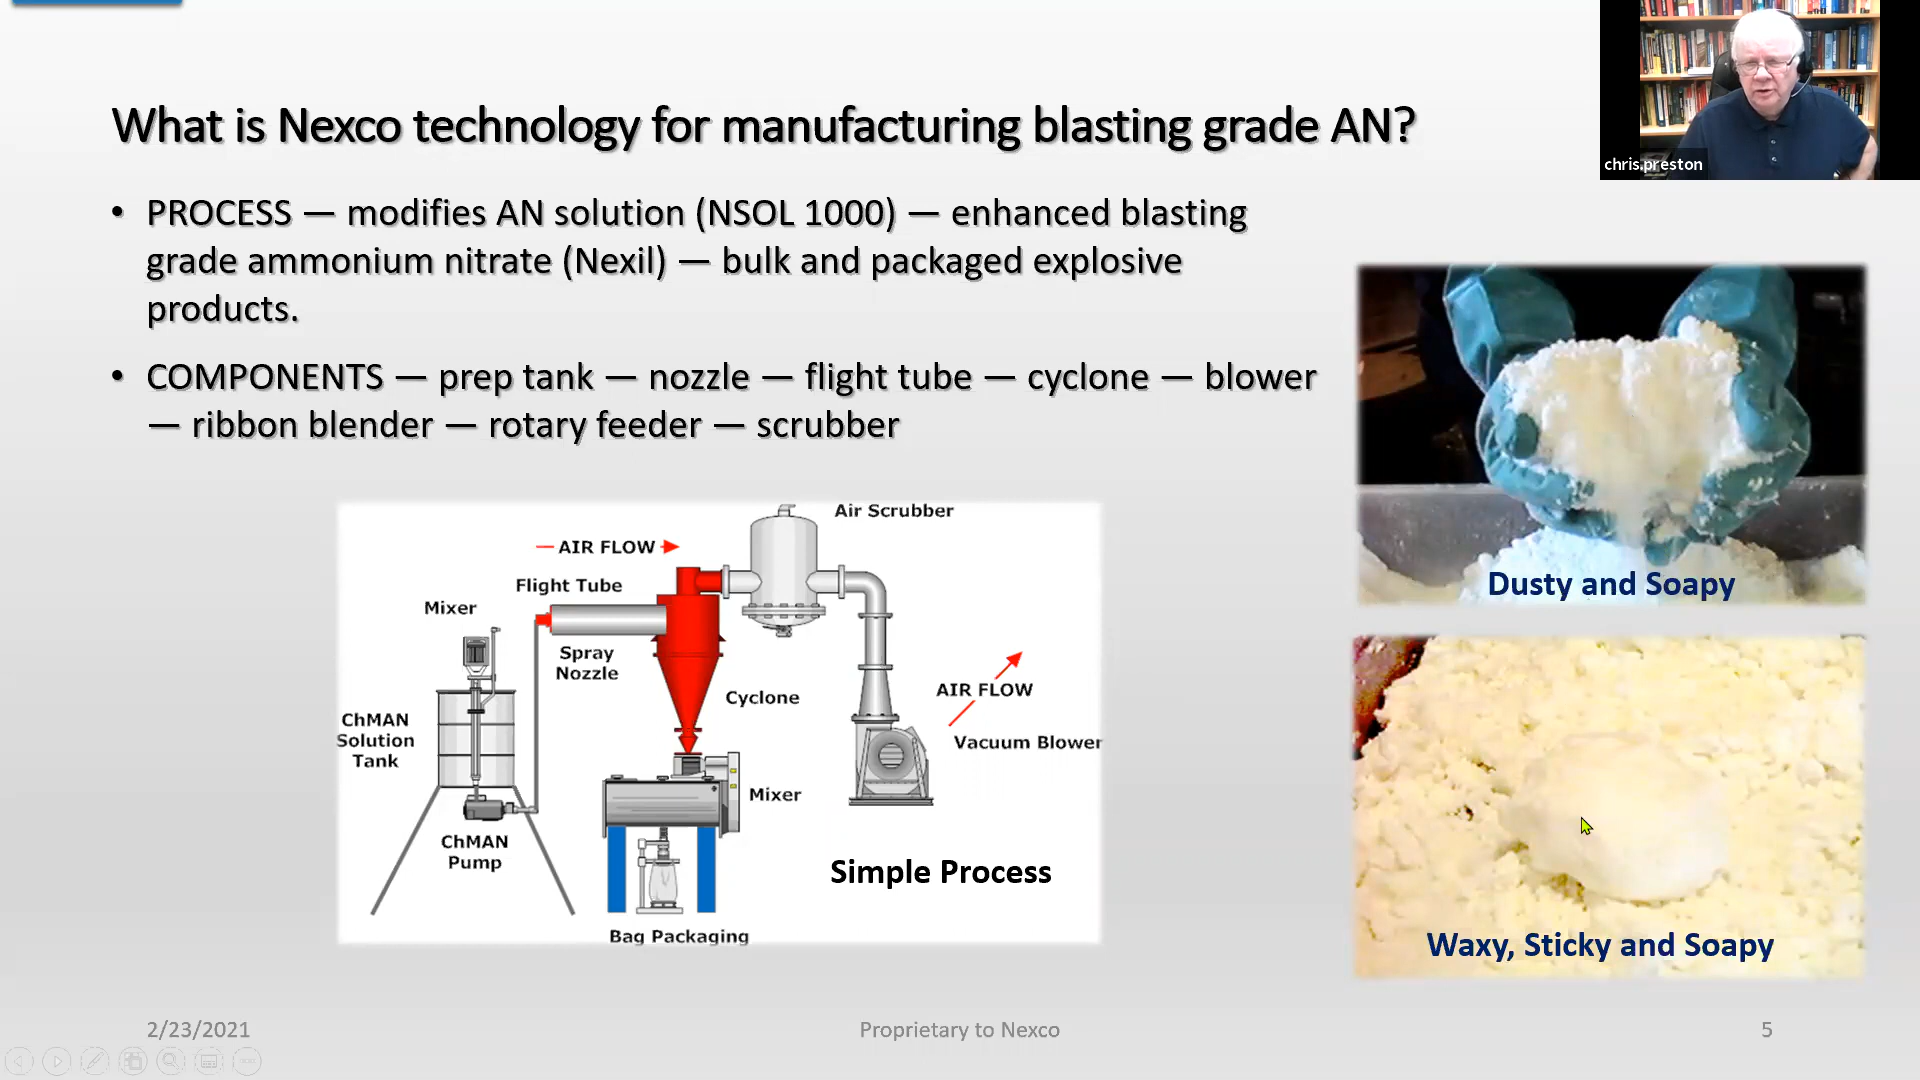 What is Nexco technology for manufacturing blasting grade AN?
chris.preston
• PROCESS — modifies AN solution (NSOL 1000) — enhanced blasting
grade ammonium nitrate (Nexil) — bulk and packaged explosive
products.
• COMPONENTS — prep tank — nozzle — flight tube — cyclone — blower
— ribbon blender — rotary feeder — scrubber
Air Scrubber
AIR FLOW
Flight Tube
Mixer
Spray
Nozzle
Cyclone
AIR FLOW
ChMAN
Solution
Tank
Vacuum Blower
Mixer
ChMAN
Pump
Simple Process
Bag Packaging
Dusty and Soapy
Waxy, Sticky and Soapy
2/23/2021
Proprietary to Nexco
5